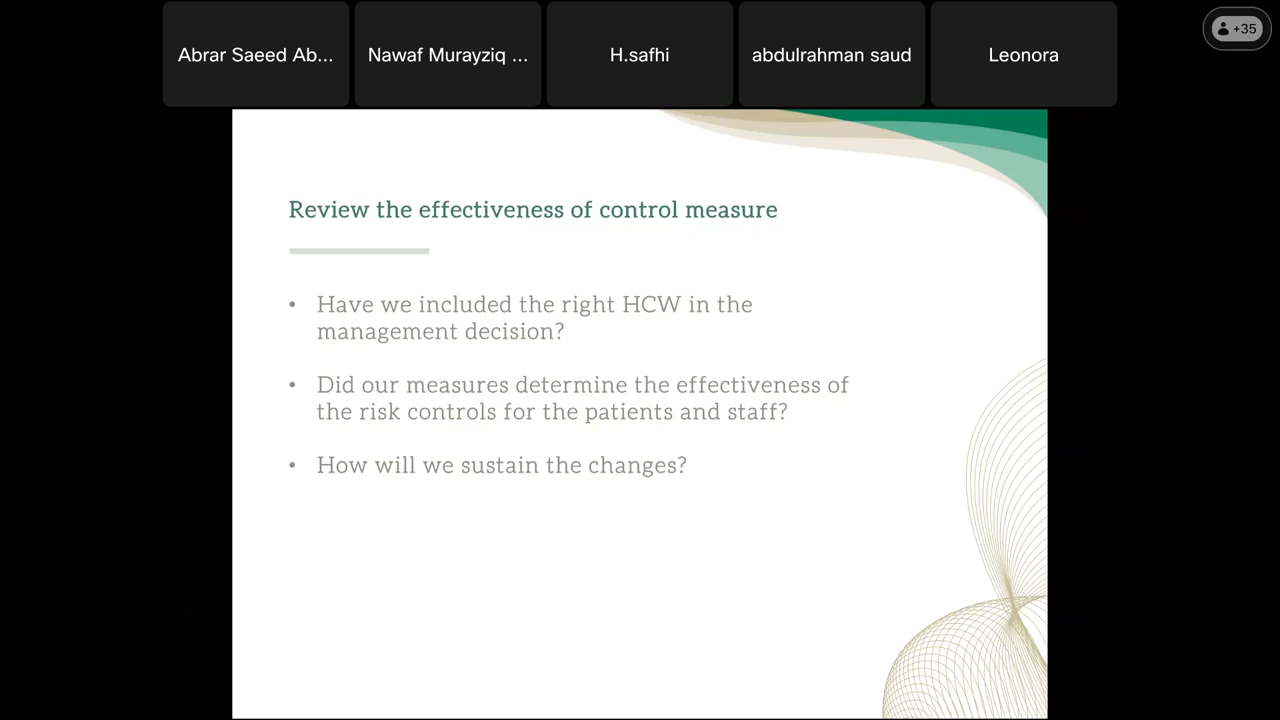 Abrar Saeed Ab...
Nawaf Murayziq ...
H.safhi
abdulrahman saud
Leonora
+35
Review the effectiveness of control measure
• Have we included the right HCW in the
management decision?
• Did our measures determine the effectiveness of
the risk controls for the patients and staff?
• How will we sustain the changes?